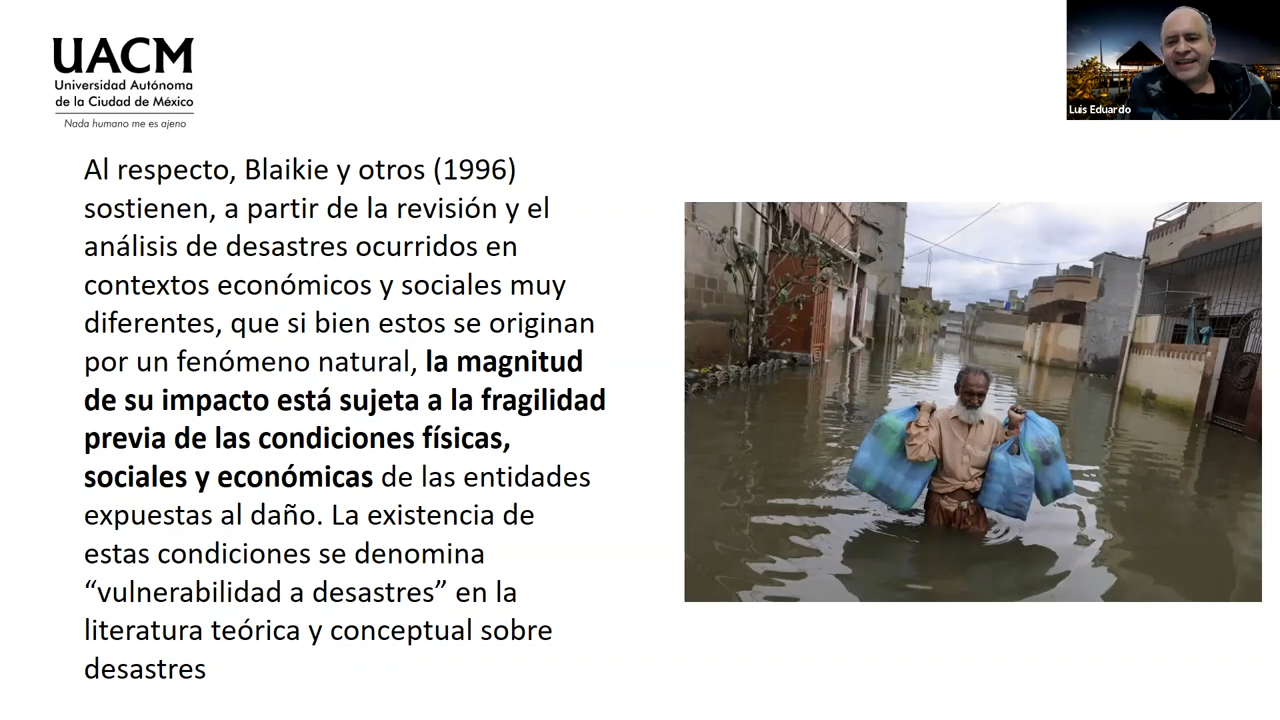 UACM
Universidad Autónoma
de la Ciudad de México
Nada humano me es ajeno
Luis Eduardo
Al respecto, Blaikie y otros (1996)
sostienen, a partir de la revisión y el
análisis de desastres ocurridos en
contextos económicos y sociales muy
diferentes, que si bien estos se originan
por un fenómeno natural, la magnitud
de su impacto está sujeta a la fragilidad
previa de las condiciones físicas,
sociales y económicas de las entidades
expuestas al daño. La existencia de
estas condiciones se denomina
“vulnerabilidad a desastres” en la
literatura teórica y conceptual sobre
desastres